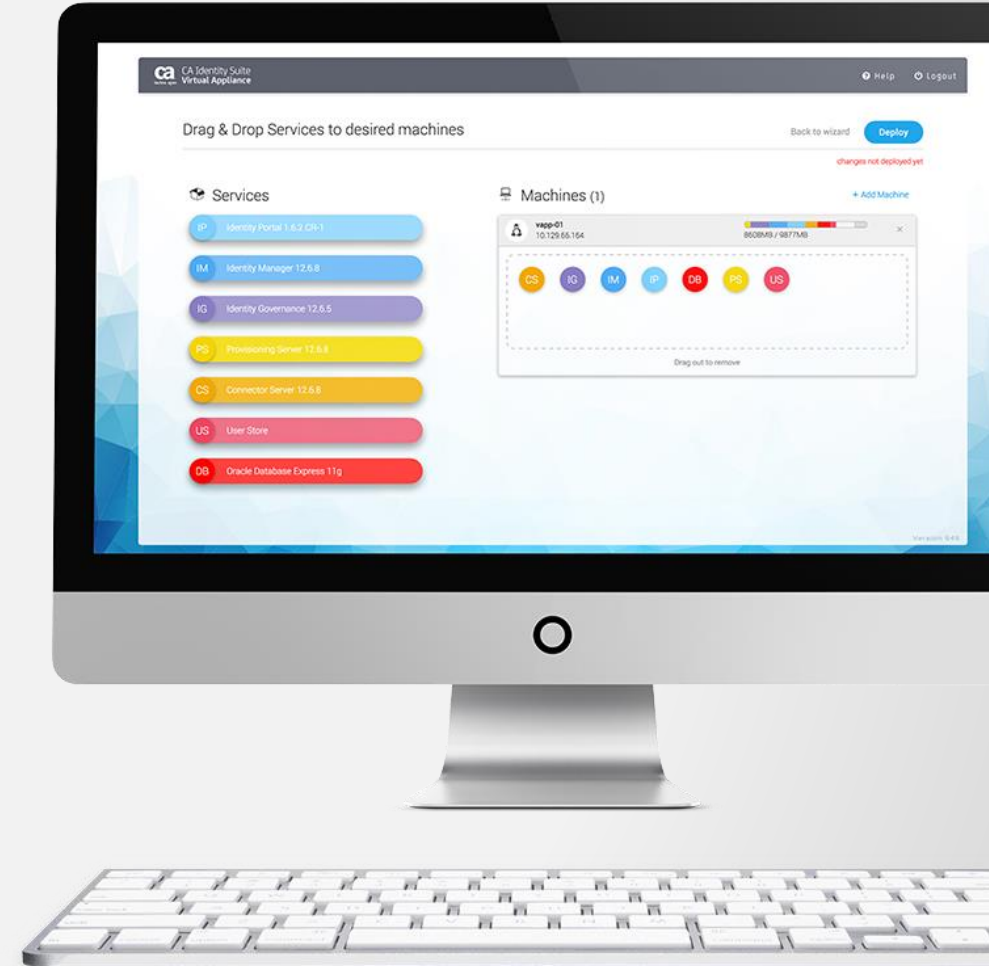 ca CA Identity Suite
Virtual Appliance
Help Logout
Drag & Drop Services to desired machines
Back to wizard Deploy
changes not deployed yet
Services
Machines (1)
+ Add Machine
IP Identity Portal 1.6.2 CR-1
IM Identity Manager 12.6.8
IG Identity Governance 12.6.5
PS Provisioning Server 12.6.8
CS Connector Server 12.6.8
US User Store
DB Oracle Database Express 11g
vapp-01
10.129.66.164
8608MB / 9877MB
CS IG IM IP DB PS US
Drag out to remove